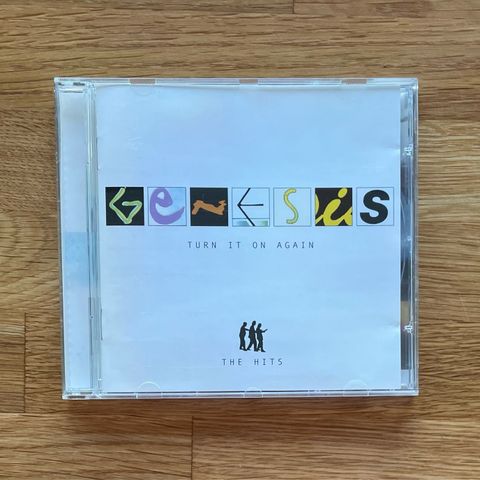 GENESIS
TURN IT ON AGAIN
THE HITS